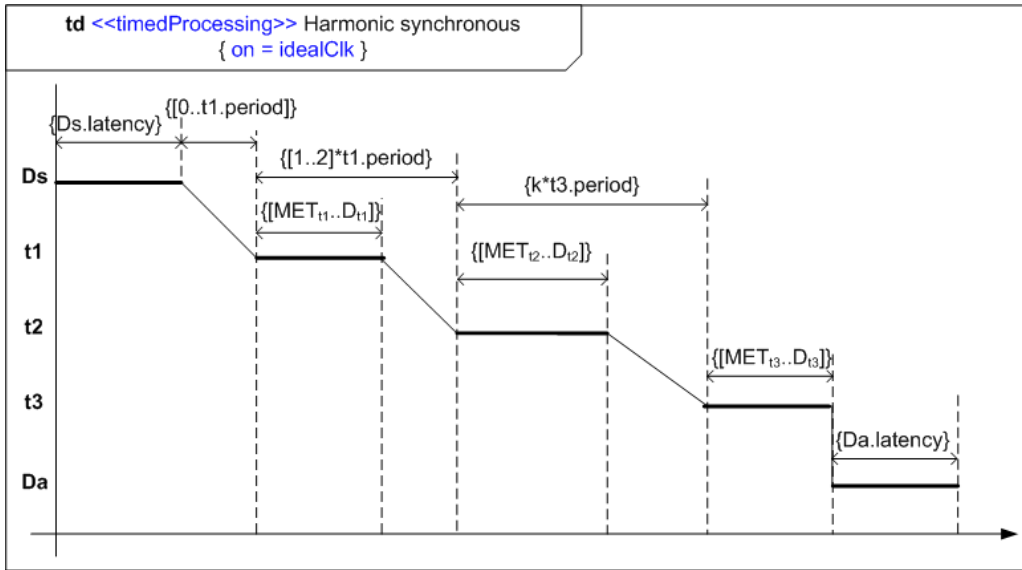 td <<timedProcessing>> Harmonic synchronous
{ on = idealClk }
{[0..t1.period]}
{Ds.latency}
{[1..2]*t1.period}
Ds
{k*t3.period}
{[METt1..Dt1]}
t1
{[METt2..Dt2]}
t2
{[METt3..Dt3]}
t3
{Da.latency}
Da